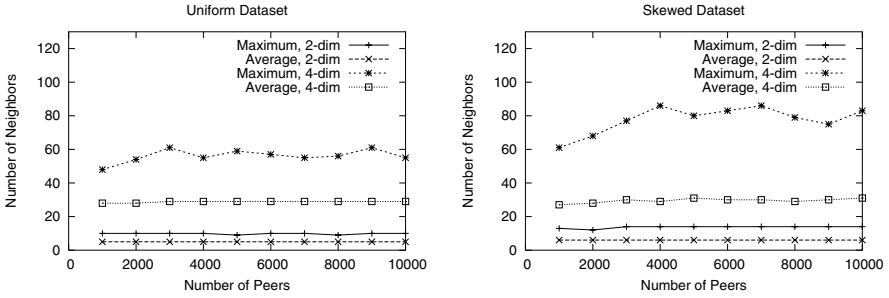 Uniform Dataset
Number of Neighbors
120
100
80
60
40
20
0
Maximum, 2-dim
Average, 2-dim
Maximum, 4-dim
Average, 4-dim
0 2000 4000 6000 8000 10000
Number of Peers
Skewed Dataset
Number of Neighbors
120
100
80
60
40
20
0
Maximum, 2-dim
Average, 2-dim
Maximum, 4-dim
Average, 4-dim
0 2000 4000 6000 8000 10000
Number of Peers